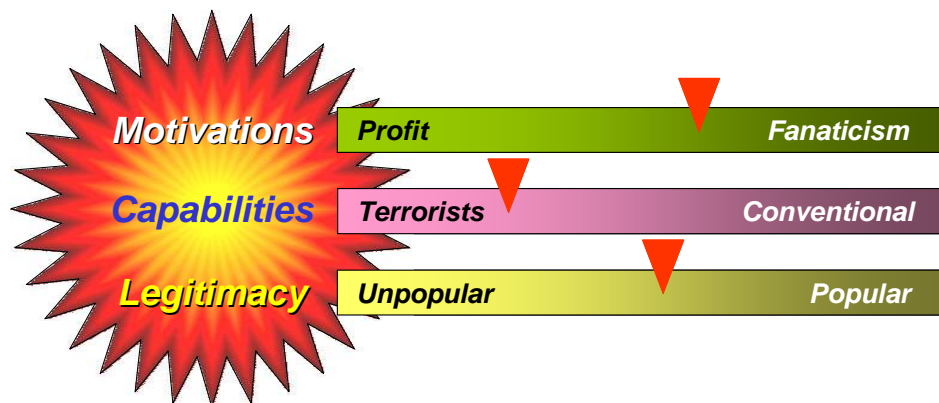 Motivations Profit Fanaticism
Capabilities Terrorists Conventional
Legitimacy Unpopular Popular